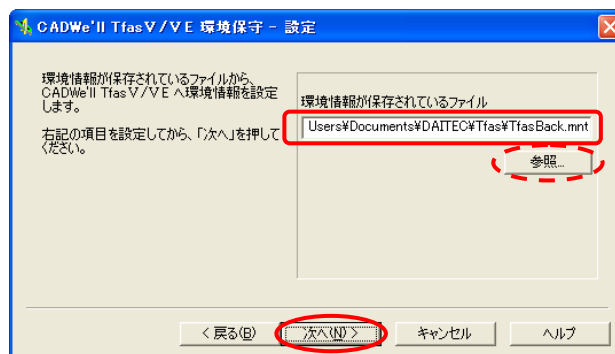 CADWe'll TfasⅤ/ⅤE 環境保守 - 設定
環境情報が保存されているファイルから、
CADWe'll TfasⅤ/ⅤE へ環境情報を設定
します。
右記の項目を設定してから、「次へ」を押して
ください。
環境情報が保存されているファイル
Users¥Documents¥DAITEC¥Tfas¥TfasBack.mnt
参照...
< 戻る(B)
次へ(N) >
キャンセル
ヘルプ